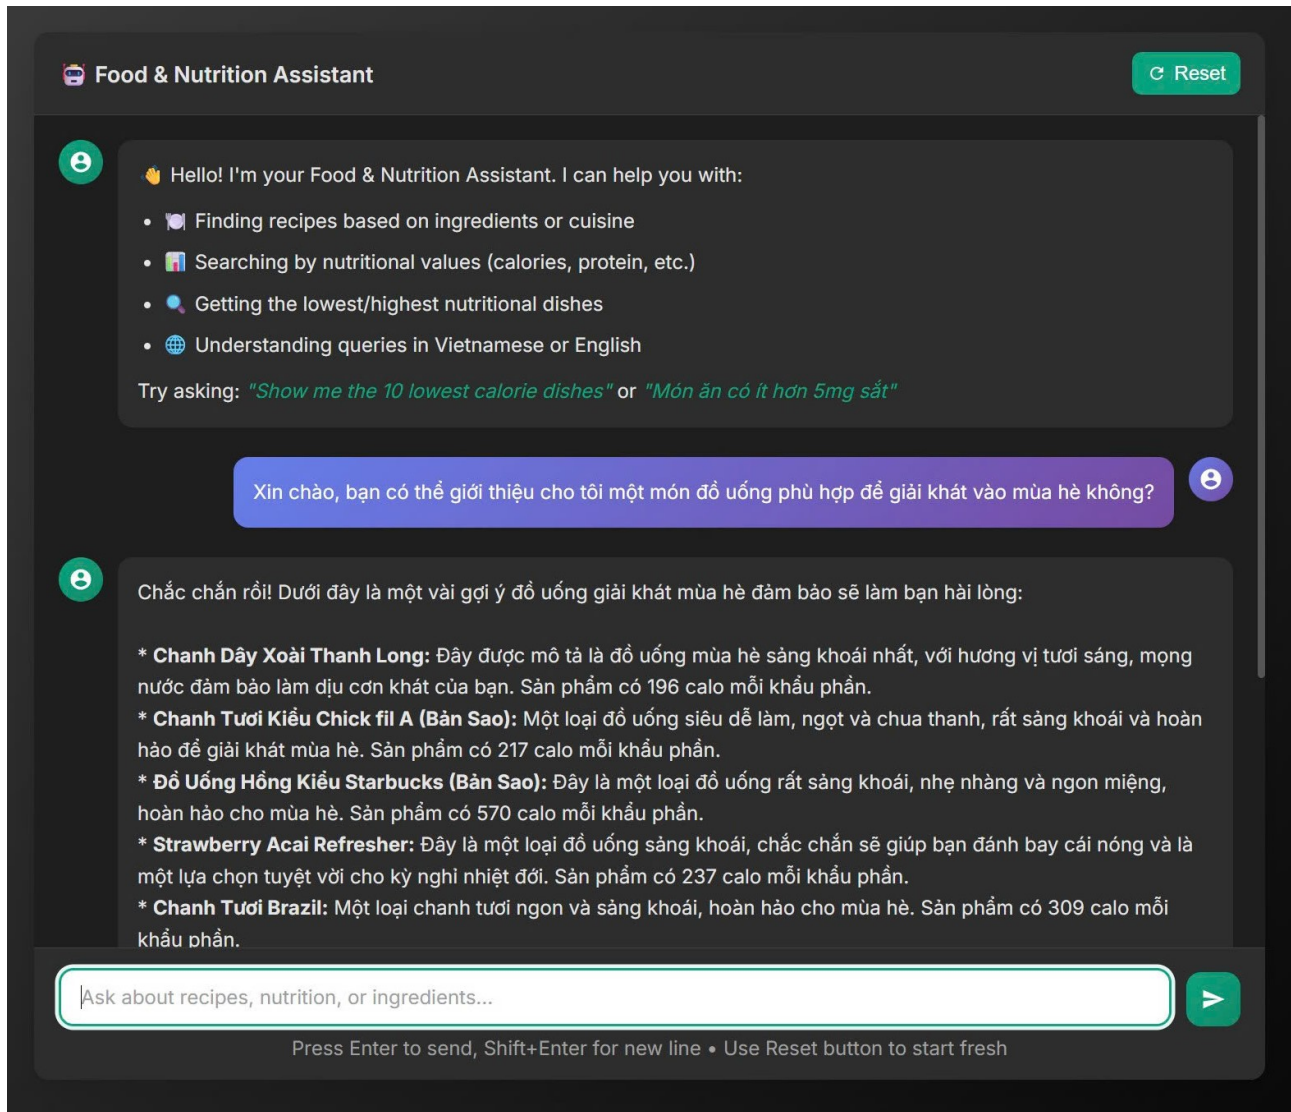 Food & Nutrition Assistant
Reset
👋 Hello! I'm your Food & Nutrition Assistant. I can help you with:
• 🍽️ Finding recipes based on ingredients or cuisine
• 📊 Searching by nutritional values (calories, protein, etc.)
• 🔍 Getting the lowest/highest nutritional dishes
• 🌐 Understanding queries in Vietnamese or English
Try asking: "Show me the 10 lowest calorie dishes" or "Món ăn có ít hơn 5mg sắt"
Xin chào, bạn có thể giới thiệu cho tôi một món đồ uống phù hợp để giải khát vào mùa hè không?
Chắc chắn rồi! Dưới đây là một vài gợi ý đồ uống giải khát mùa hè đảm bảo sẽ làm bạn hài lòng:
* Chanh Dây Xoài Thanh Long: Đây được mô tả là đồ uống mùa hè sảng khoái nhất, với hương vị tươi sáng, mọng
nước đảm bảo làm dịu cơn khát của bạn. Sản phẩm có 196 calo mỗi khẩu phần.
* Chanh Tươi Kiểu Chick fil A (Bản Sao): Một loại đồ uống siêu dễ làm, ngọt và chua thanh, rất sảng khoái và hoàn
hảo để giải khát mùa hè. Sản phẩm có 217 calo mỗi khẩu phần.
* Đồ Uống Hồng Kiểu Starbucks (Bản Sao): Đây là một loại đồ uống rất sảng khoái, nhẹ nhàng và ngon miệng,
hoàn hảo cho mùa hè. Sản phẩm có 570 calo mỗi khẩu phần.
* Strawberry Acai Refresher: Đây là một loại đồ uống sảng khoái, chắc chắn sẽ giúp bạn đánh bay cái nóng và là
một lựa chọn tuyệt vời cho kỳ nghỉ nhiệt đới. Sản phẩm có 237 calo mỗi khẩu phần.
* Chanh Tươi Brazil: Một loại chanh tươi ngon và sảng khoái, hoàn hảo cho mùa hè. Sản phẩm có 309 calo mỗi
khẩu phần.
Ask about recipes, nutrition, or ingredients...
Press Enter to send, Shift+Enter for new line • Use Reset button to start fresh